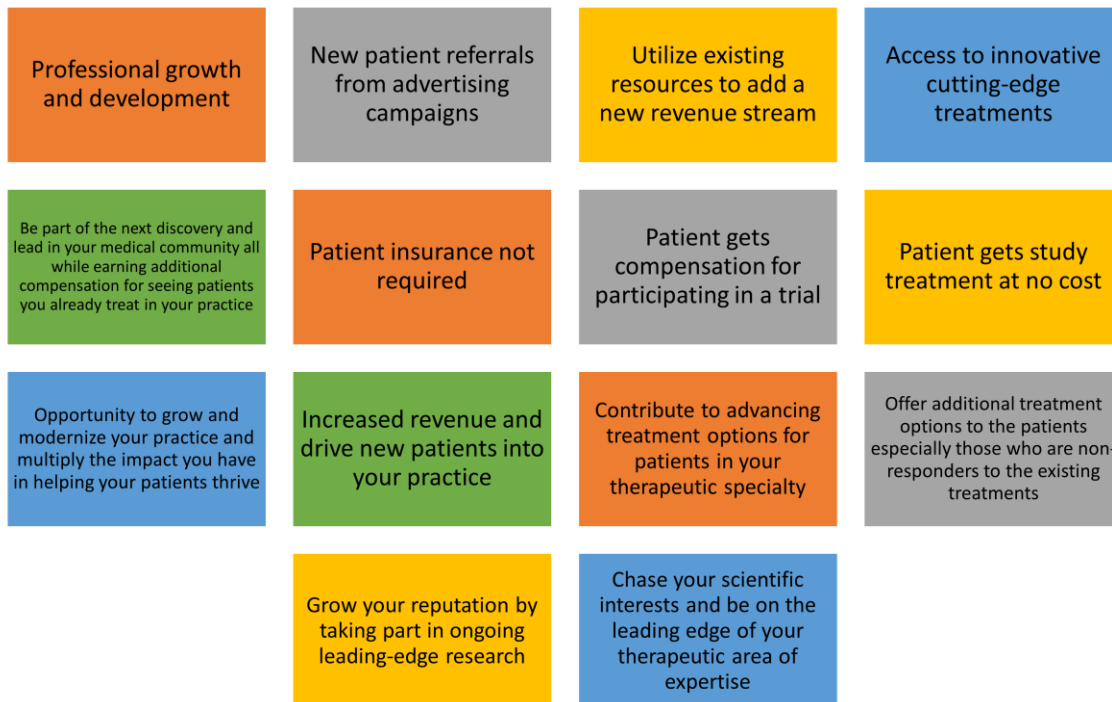 Professional growth
and development
New patient referrals
from advertising
campaigns
Utilize existing
resources to add a
new revenue stream
Access to innovative
cutting-edge
treatments
Be part of the next discovery and
lead in your medical community all
while earning additional
compensation for seeing patients
you already treat in your practice
Patient insurance not
required
Patient gets
compensation for
participating in a trial
Patient gets study
treatment at no cost
Opportunity to grow and
modernize your practice and
multiply the impact you have
in helping your patients thrive
Increased revenue and
drive new patients into
your practice
Contribute to advancing
treatment options for
patients in your
therapeutic specialty
Offer additional treatment
options to the patients
especially those who are non-
responders to the existing
treatments
Grow your reputation by
taking part in ongoing
leading-edge research
Chase your scientific
interests and be on the
leading edge of your
therapeutic area of
expertise